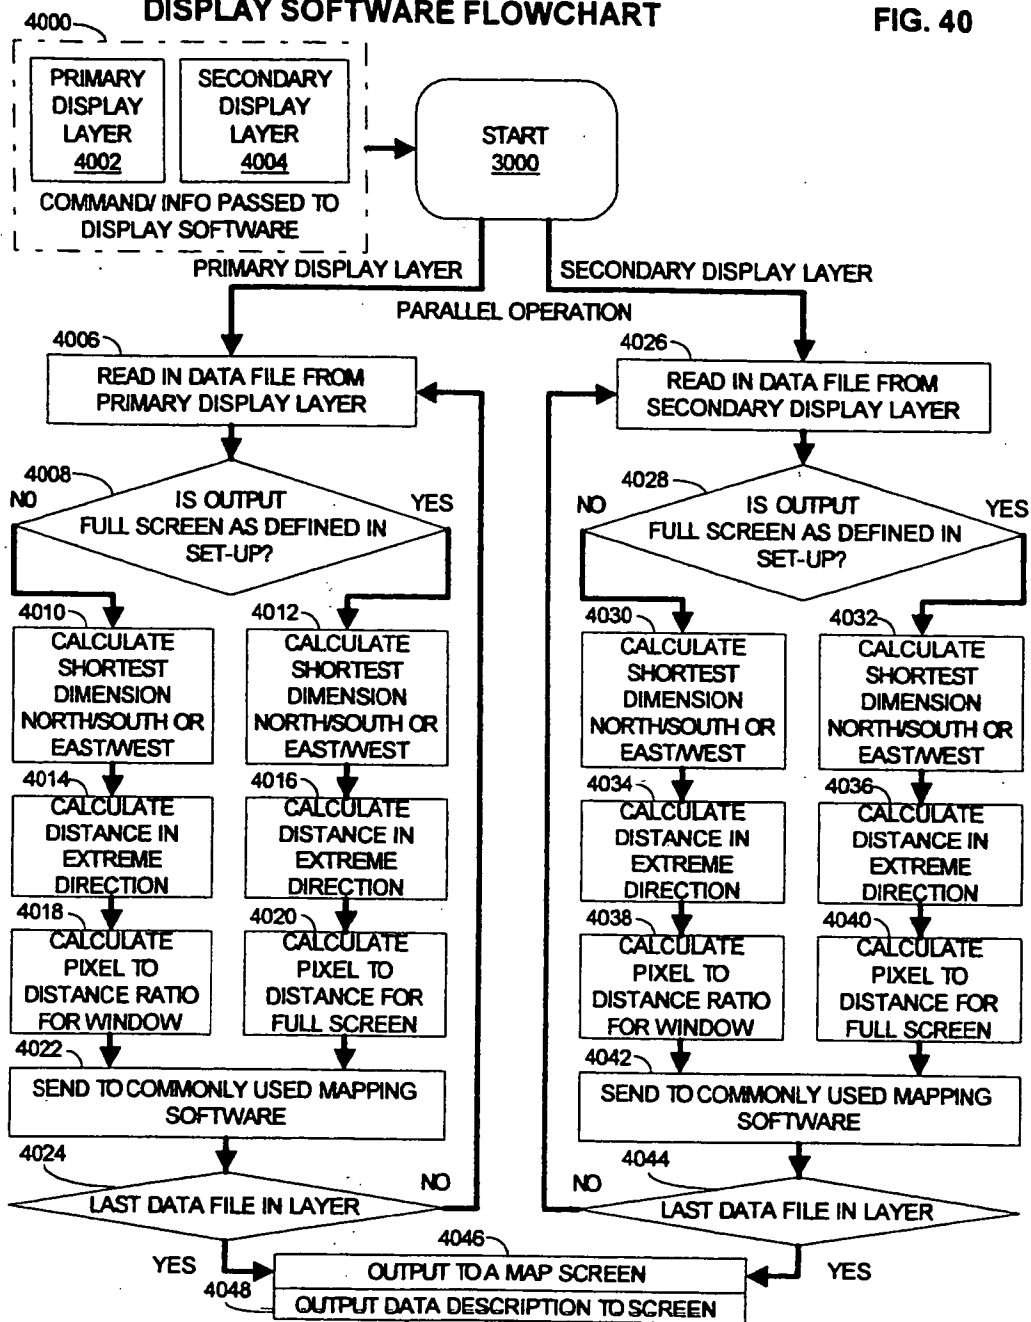 DISPLAY SOFTWARE FLOWCHART
FIG. 40
4000
PRIMARY
DISPLAY
LAYER
4002
SECONDARY
DISPLAY
LAYER
4004
COMMAND/ INFO PASSED TO
DISPLAY SOFTWARE
START
3000
PRIMARY DISPLAY LAYER
SECONDARY DISPLAY LAYER
PARALLEL OPERATION
4006
READ IN DATA FILE FROM
PRIMARY DISPLAY LAYER
4008
NO
YES
IS OUTPUT
FULL SCREEN AS DEFINED IN
SET-UP?
4010
CALCULATE
SHORTEST
DIMENSION
NORTH/SOUTH OR
EAST/WEST
4012
CALCULATE
SHORTEST
DIMENSION
NORTH/SOUTH OR
EAST/WEST
4014
CALCULATE
DISTANCE IN
EXTREME
DIRECTION
4016
CALCULATE
DISTANCE IN
EXTREME
DIRECTION
4018
CALCULATE
PIXEL TO
DISTANCE RATIO
FOR WINDOW
4020
CALCULATE
PIXEL TO
DISTANCE FOR
FULL SCREEN
4022
SEND TO COMMONLY USED MAPPING
SOFTWARE
4024
LAST DATA FILE IN LAYER
NO
YES
4026
READ IN DATA FILE FROM
SECONDARY DISPLAY LAYER
4028
NO
YES
IS OUTPUT
FULL SCREEN AS DEFINED IN
SET-UP?
4030
CALCULATE
SHORTEST
DIMENSION
NORTH/SOUTH OR
EAST/WEST
4032
CALCULATE
SHORTEST
DIMENSION
NORTH/SOUTH OR
EAST/WEST
4034
CALCULATE
DISTANCE IN
EXTREME
DIRECTION
4036
CALCULATE
DISTANCE IN
EXTREME
DIRECTION
4038
CALCULATE
PIXEL TO
DISTANCE RATIO
FOR WINDOW
4040
CALCULATE
PIXEL TO
DISTANCE FOR
FULL SCREEN
4042
SEND TO COMMONLY USED MAPPING
SOFTWARE
4044
NO
LAST DATA FILE IN LAYER
YES
4046
OUTPUT TO A MAP SCREEN
4048
OUTPUT DATA DESCRIPTION TO SCREEN